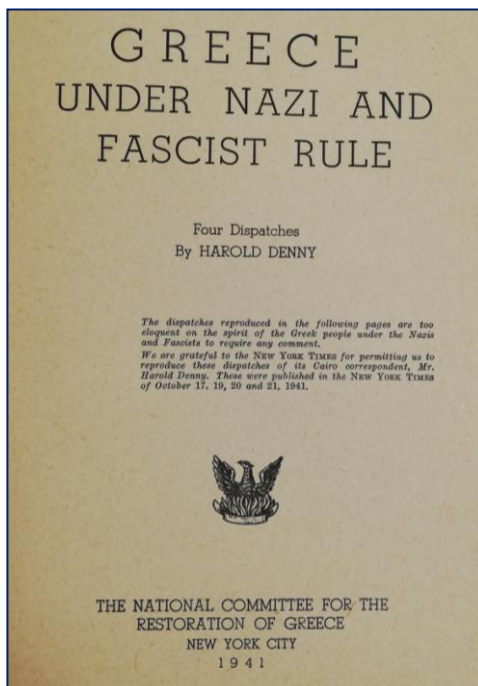 GREECE
UNDER NAZI AND
FASCIST RULE
Four Dispatches
By HAROLD DENNY
The dispatches reproduced in the following pages are too
eloquent on the spirit of the Greek people under the Nazis
and Fascists to require any comment.
We are grateful to the NEW YORK TIMES for permitting us to
reproduce these dispatches of its Cairo correspondent, Mr.
Harold Denny. These were published in the NEW YORK TIMES
of October 17, 19, 20 and 21, 1941.
THE NATIONAL COMMITTEE FOR THE
RESTORATION OF GREECE
NEW YORK CITY
1941